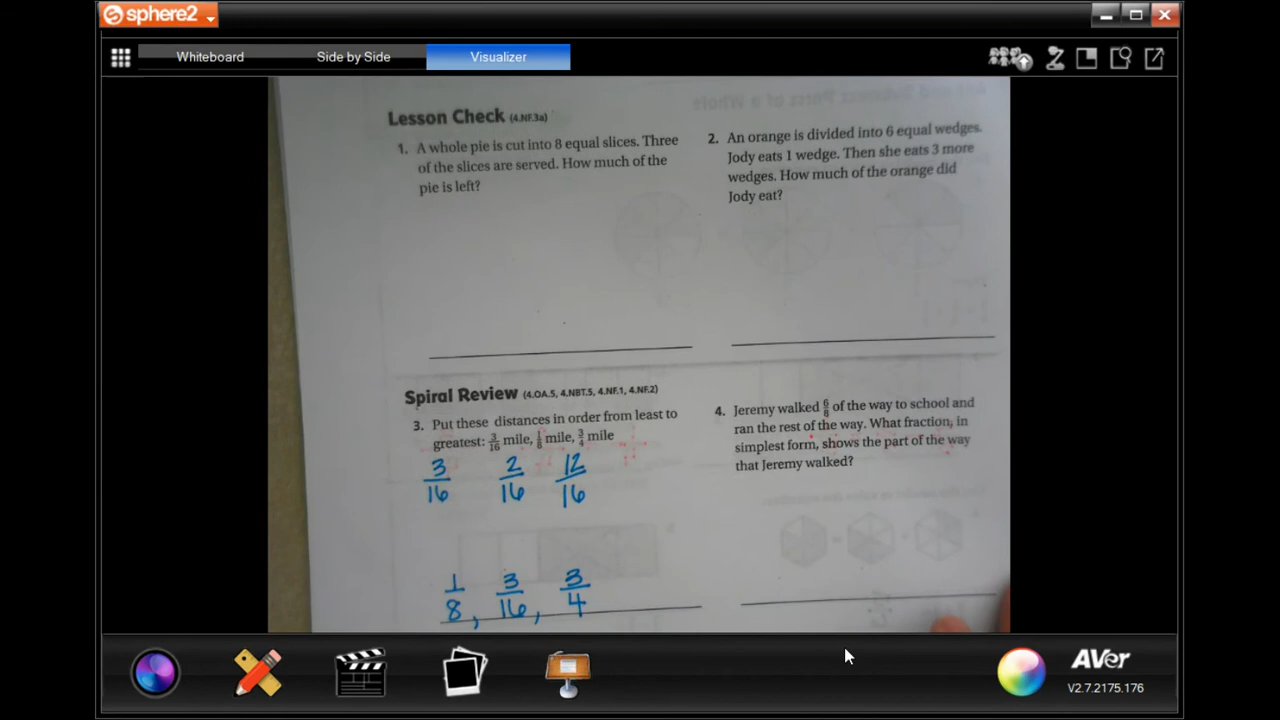 sphere2
Whiteboard Side by Side Visualizer
Lesson Check (4.NF.3a)
1. A whole pie is cut into 8 equal slices. Three
of the slices are served. How much of the
pie is left?
2. An orange is divided into 6 equal wedges.
Jody eats 1 wedge. Then she eats 3 more
wedges. How much of the orange did
Jody eat?
Spiral Review (4.OA.5, 4.NBT.5, 4.NF.1, 4.NF.2)
3. Put these distances in order from least to
greatest: 3/16 mile, 1/8 mile, 3/4 mile
3/16 2/16 12/16
1/8, 3/16, 3/4
4. Jeremy walked 6/8 of the way to school and
ran the rest of the way. What fraction, in
simplest form, shows the part of the way
that Jeremy walked?
AVer
V2.7.2175.176